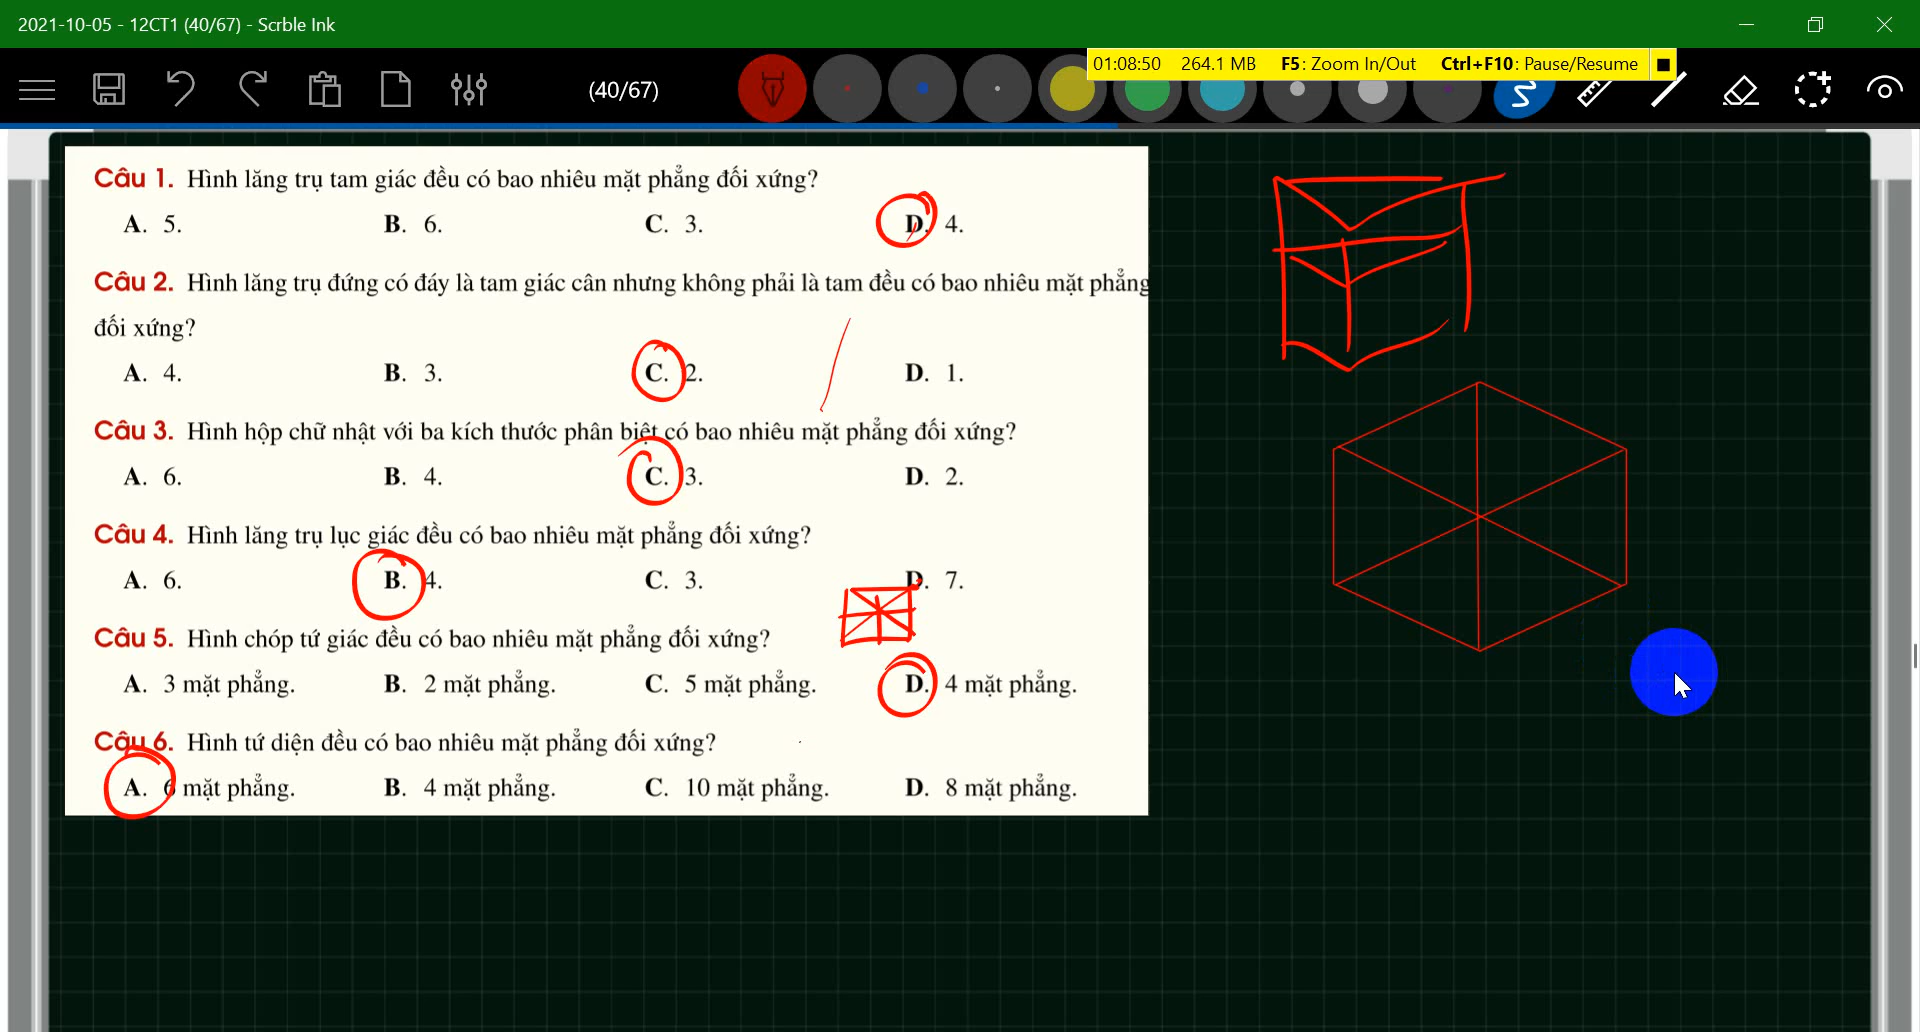 2021-10-05 - 12CT1 (40/67) - Scrble Ink
(40/67)
01:08:50 264.1 MB F5: Zoom In/Out Ctrl+F10: Pause/Resume
Câu 1. Hình lăng trụ tam giác đều có bao nhiêu mặt phẳng đối xứng?
A. 5. B. 6. C. 3. D. 4.
Câu 2. Hình lăng trụ đứng có đáy là tam giác cân nhưng không phải là tam đều có bao nhiêu mặt phẳng
đối xứng?
A. 4. B. 3. C. 2. D. 1.
Câu 3. Hình hộp chữ nhật với ba kích thước phân biệt có bao nhiêu mặt phẳng đối xứng?
A. 6. B. 4. C. 3. D. 2.
Câu 4. Hình lăng trụ lục giác đều có bao nhiêu mặt phẳng đối xứng?
A. 6. B. 4. C. 3. D. 7.
Câu 5. Hình chóp tứ giác đều có bao nhiêu mặt phẳng đối xứng?
A. 3 mặt phẳng. B. 2 mặt phẳng. C. 5 mặt phẳng. D. 4 mặt phẳng.
Câu 6. Hình tứ diện đều có bao nhiêu mặt phẳng đối xứng?
A. 6 mặt phẳng. B. 4 mặt phẳng. C. 10 mặt phẳng. D. 8 mặt phẳng.